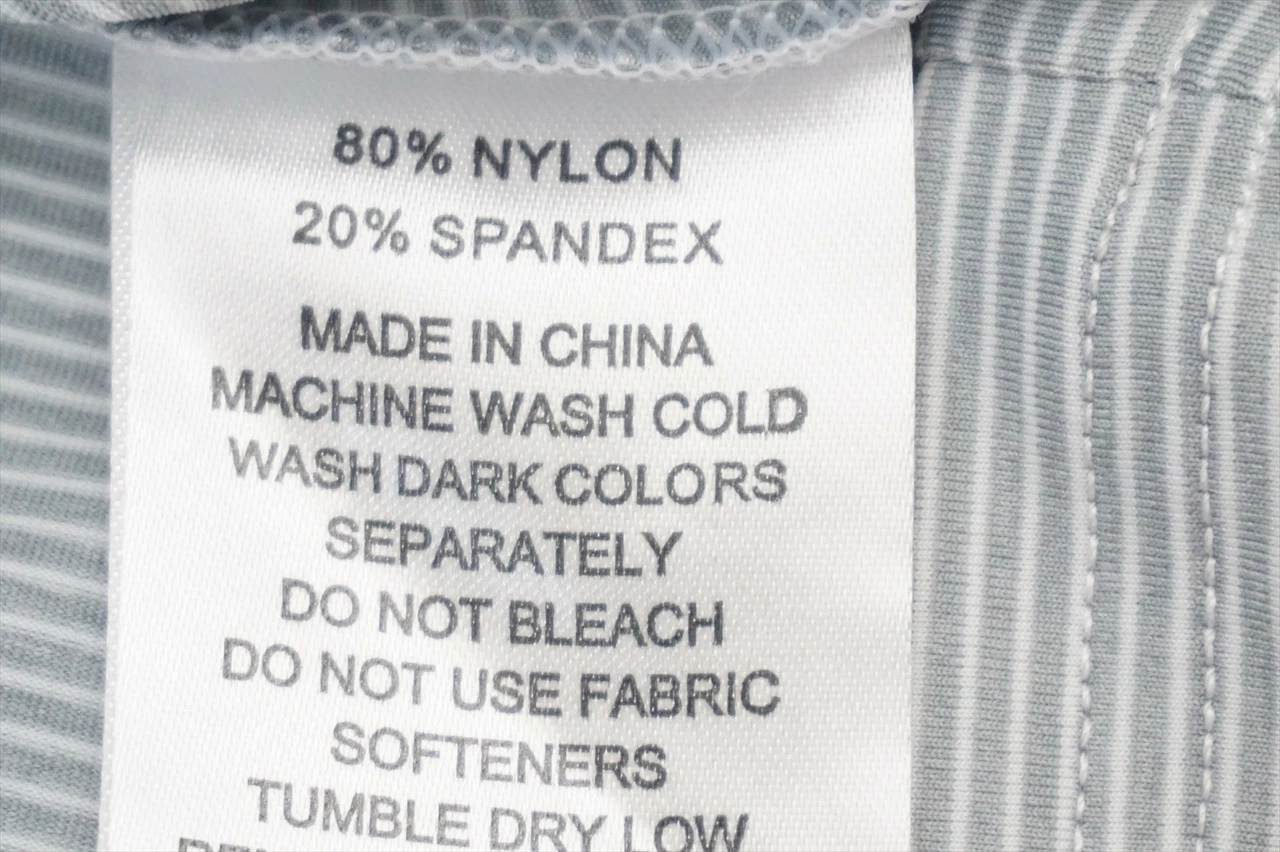 80% NYLON
20% SPANDEX
MADE IN CHINA
MACHINE WASH COLD
WASH DARK COLORS
SEPARATELY
DO NOT BLEACH
DO NOT USE FABRIC
SOFTENERS
TUMBLE DRY LOW